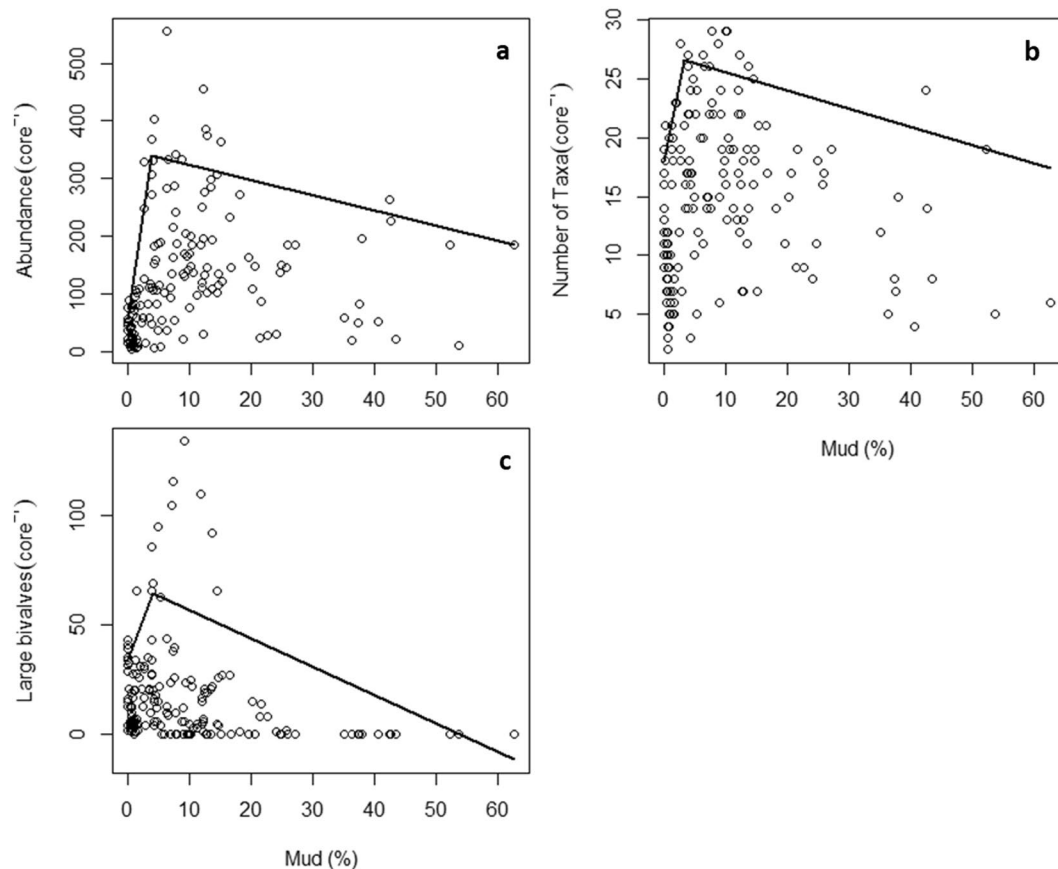 a
Abundance(core⁻¹)
0 100 200 300 400 500
0 10 20 30 40 50 60
b
Number of Taxa(core⁻¹)
5 10 15 20 25 30
0 10 20 30 40 50 60
Mud (%)
c
Large bivalves(core⁻¹)
0 50 100
0 10 20 30 40 50 60
Mud (%)